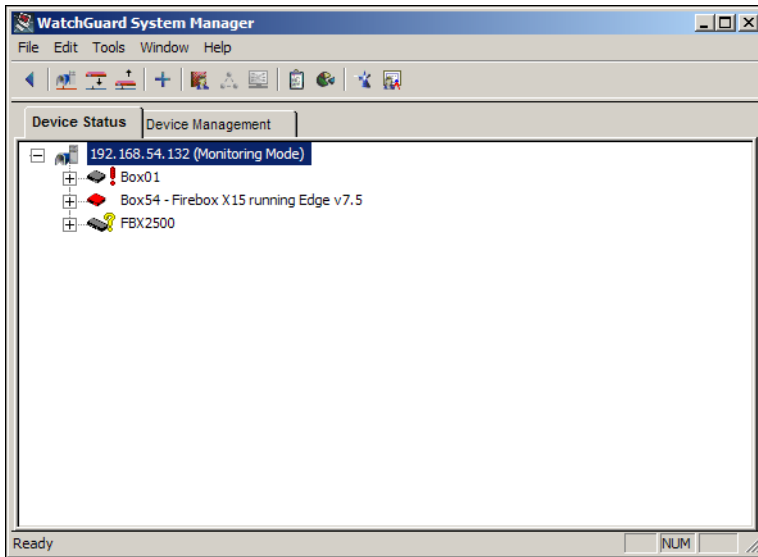 WatchGuard System Manager
File Edit Tools Window Help
Device Status Device Management
192.168.54.132 (Monitoring Mode)
Box01
Box54 - Firebox X15 running Edge v7.5
FBX2500
Ready NUM